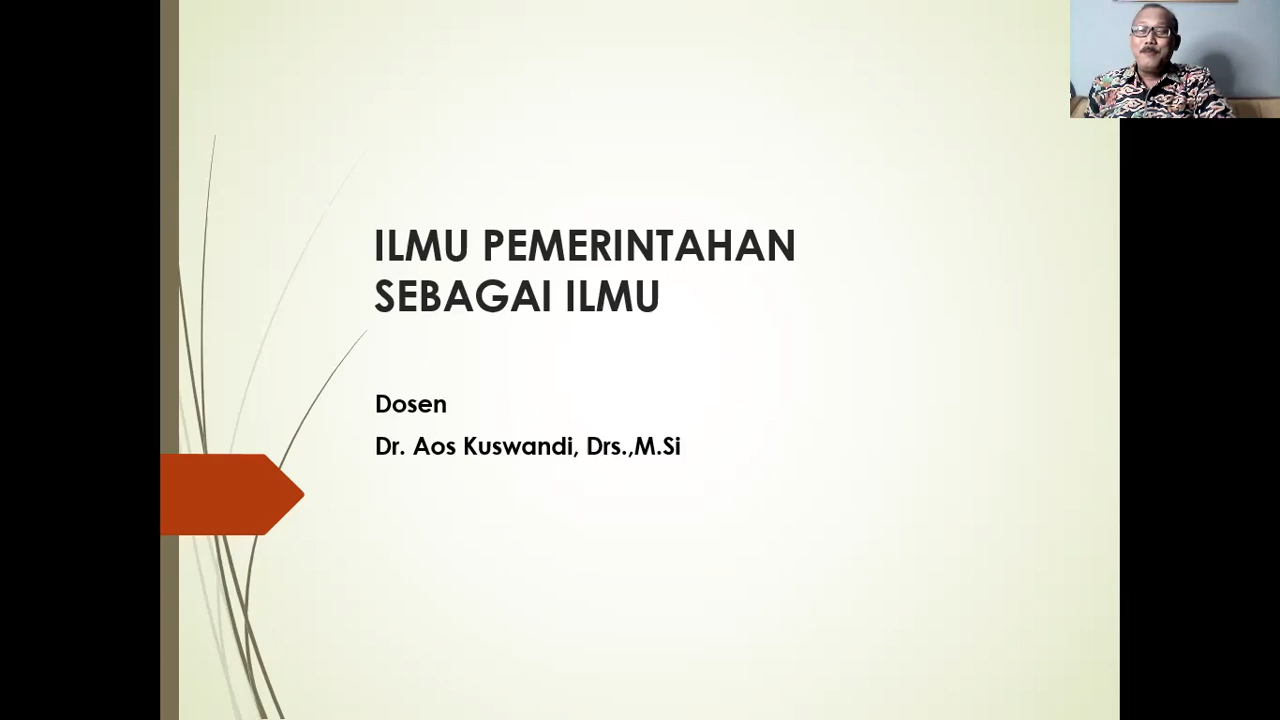 ILMU PEMERINTAHAN
SEBAGAI ILMU
Dosen
Dr. Aos Kuswandi, Drs.,M.Si